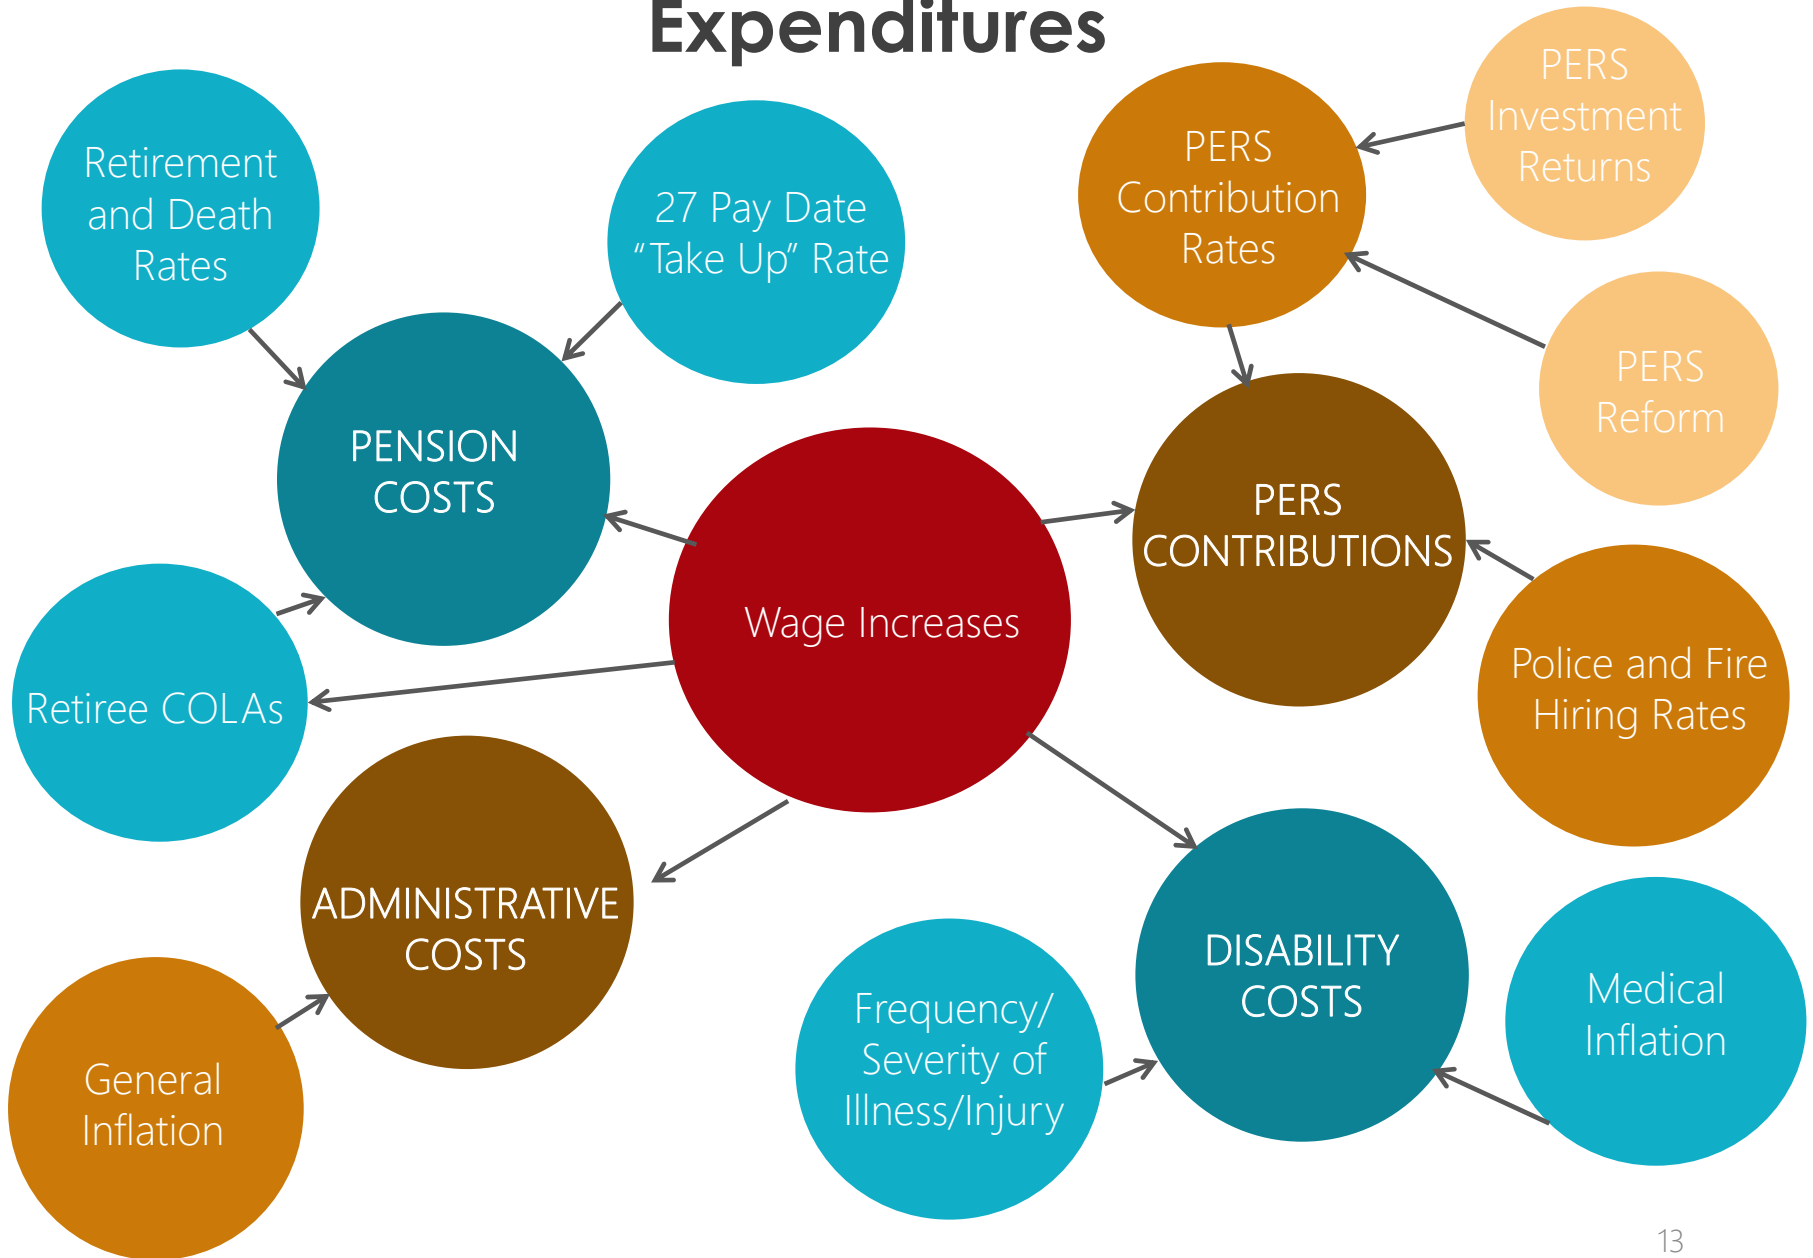 Expenditures
Retirement
and Death
Rates
27 Pay Date
“Take Up” Rate
PERS
Contribution
Rates
PERS
Investment
Returns
PERS
Reform
PENSION
COSTS
Wage Increases
PERS
CONTRIBUTIONS
Police and Fire
Hiring Rates
Retiree COLAs
ADMINISTRATIVE
COSTS
General
Inflation
Frequency/
Severity of
Illness/Injury
DISABILITY
COSTS
Medical
Inflation
13